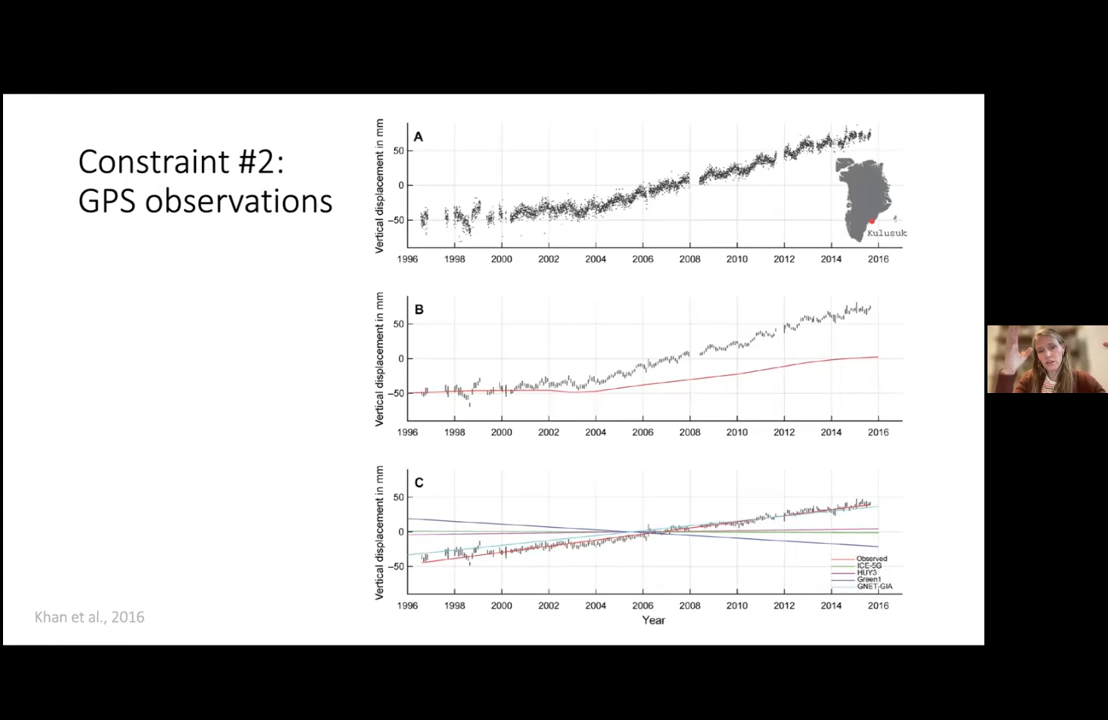 Constraint #2:
GPS observations
A
Vertical displacement in mm
50
0
−50
Kulusuk
1996 1998 2000 2002 2004 2006 2008 2010 2012 2014 2016
B
Vertical displacement in mm
50
0
−50
1996 1998 2000 2002 2004 2006 2008 2010 2012 2014 2016
C
Vertical displacement in mm
50
0
−50
Observed
ICE-5G
HUY3
Green1
GNET-GIA
1996 1998 2000 2002 2004 2006 2008 2010 2012 2014 2016
Year
Khan et al., 2016